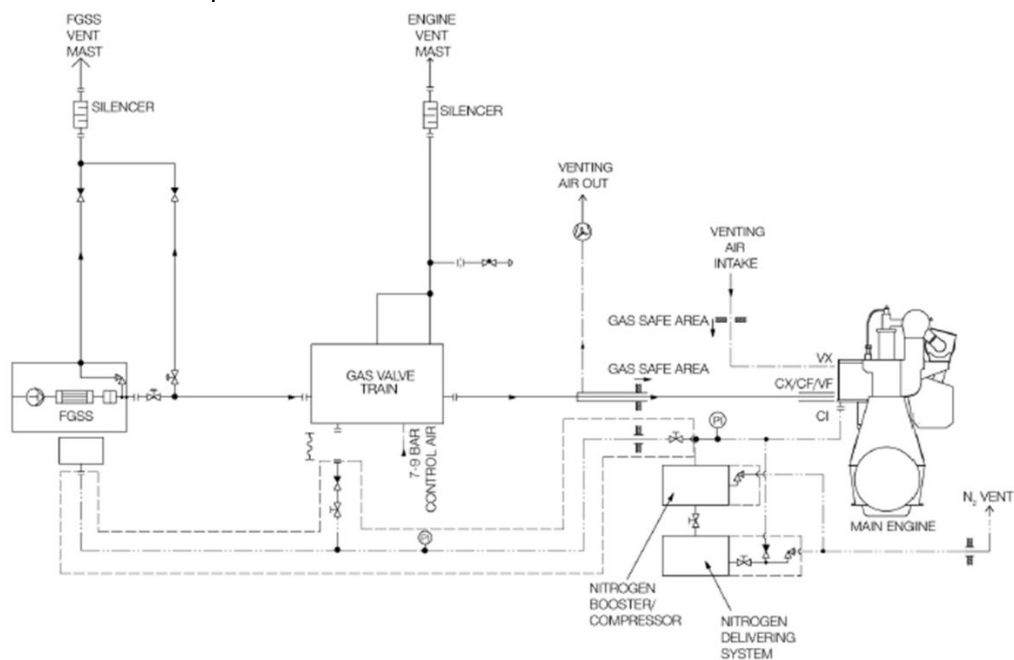 FGSS
VENT
MAST
ENGINE
VENT
MAST
SILENCER
SILENCER
VENTING
AIR OUT
VENTING
AIR
INTAKE
GAS SAFE AREA
GAS SAFE AREA
VX
CX/CF/VF
CI
GAS VALVE
TRAIN
FGSS
7-9 BAR
CONTROL AIR
PI
PI
MAIN ENGINE
N₂ VENT
NITROGEN
BOOSTER/
COMPRESSOR
NITROGEN
DELIVERING
SYSTEM